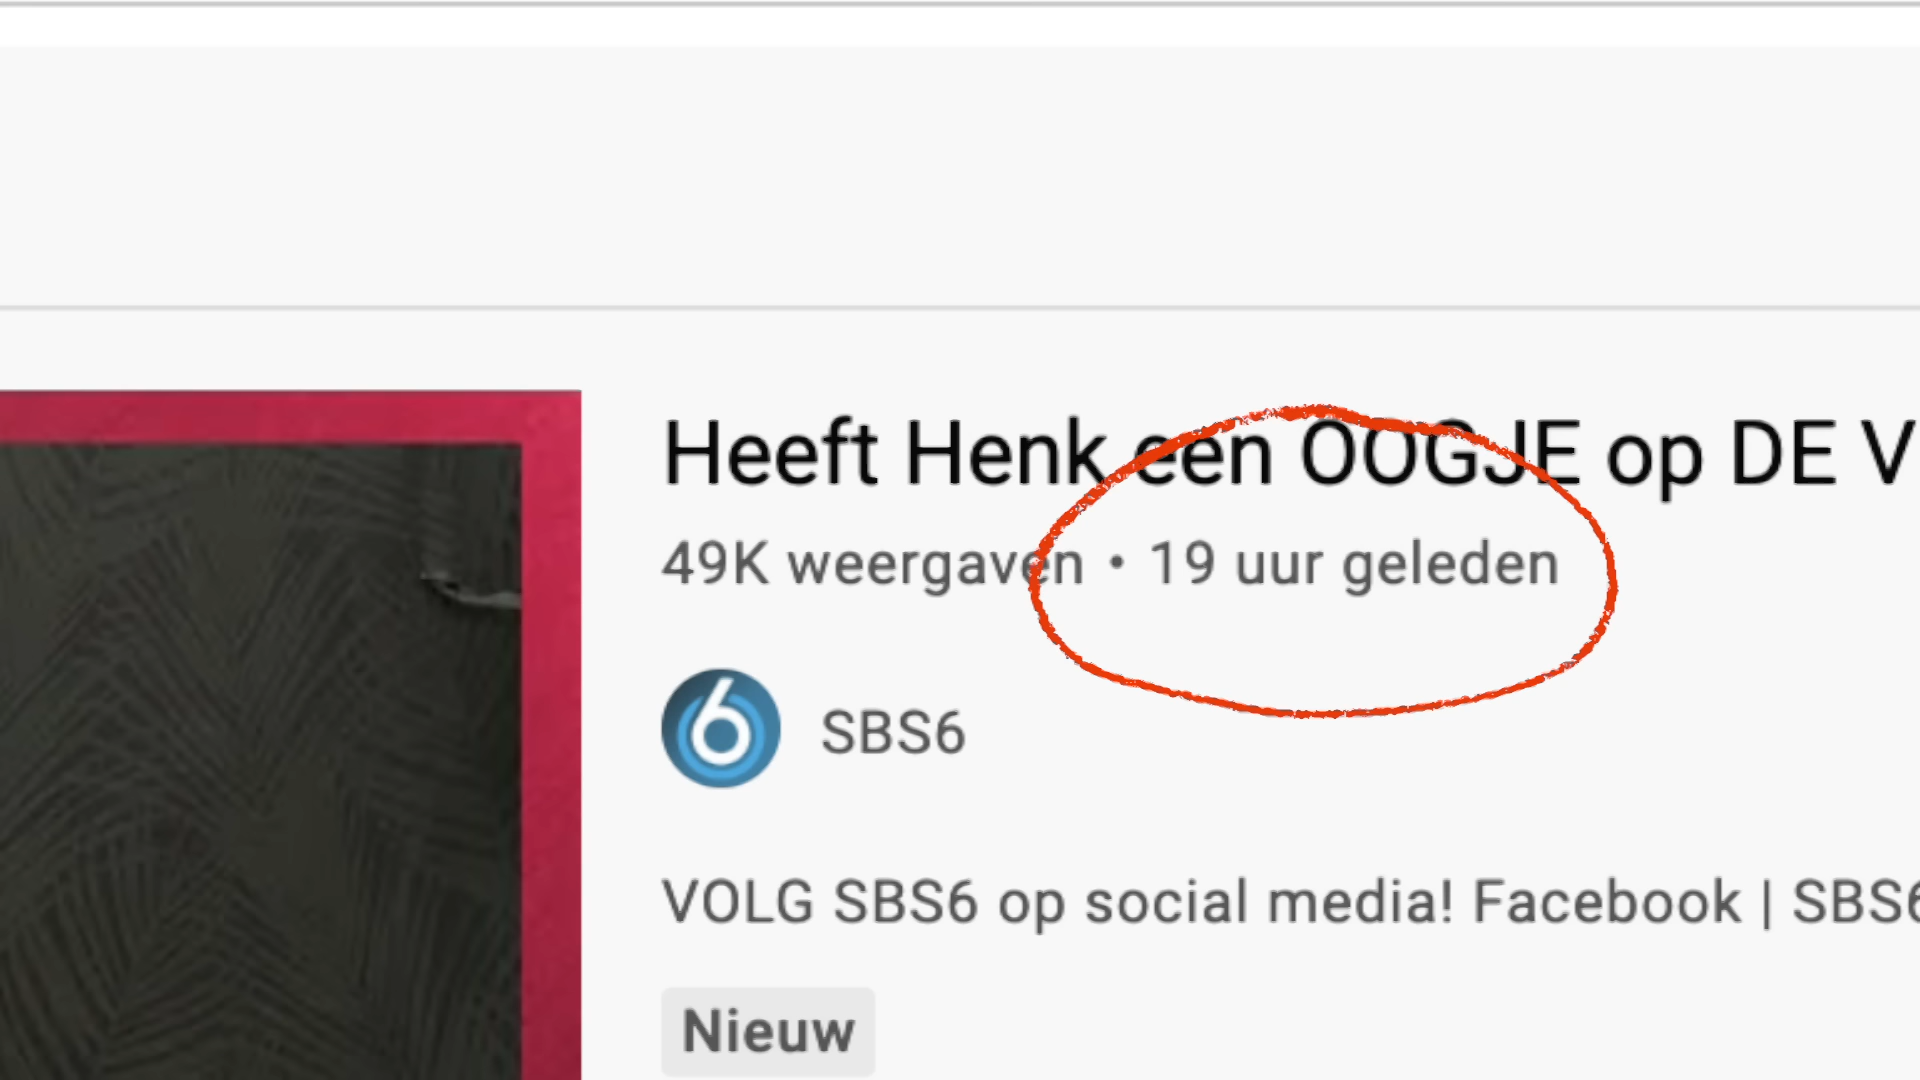 Heeft Henk een OOGJE op DE V
49K weergaven • 19 uur geleden
6 SBS6
VOLG SBS6 op social media! Facebook | SBS6
Nieuw